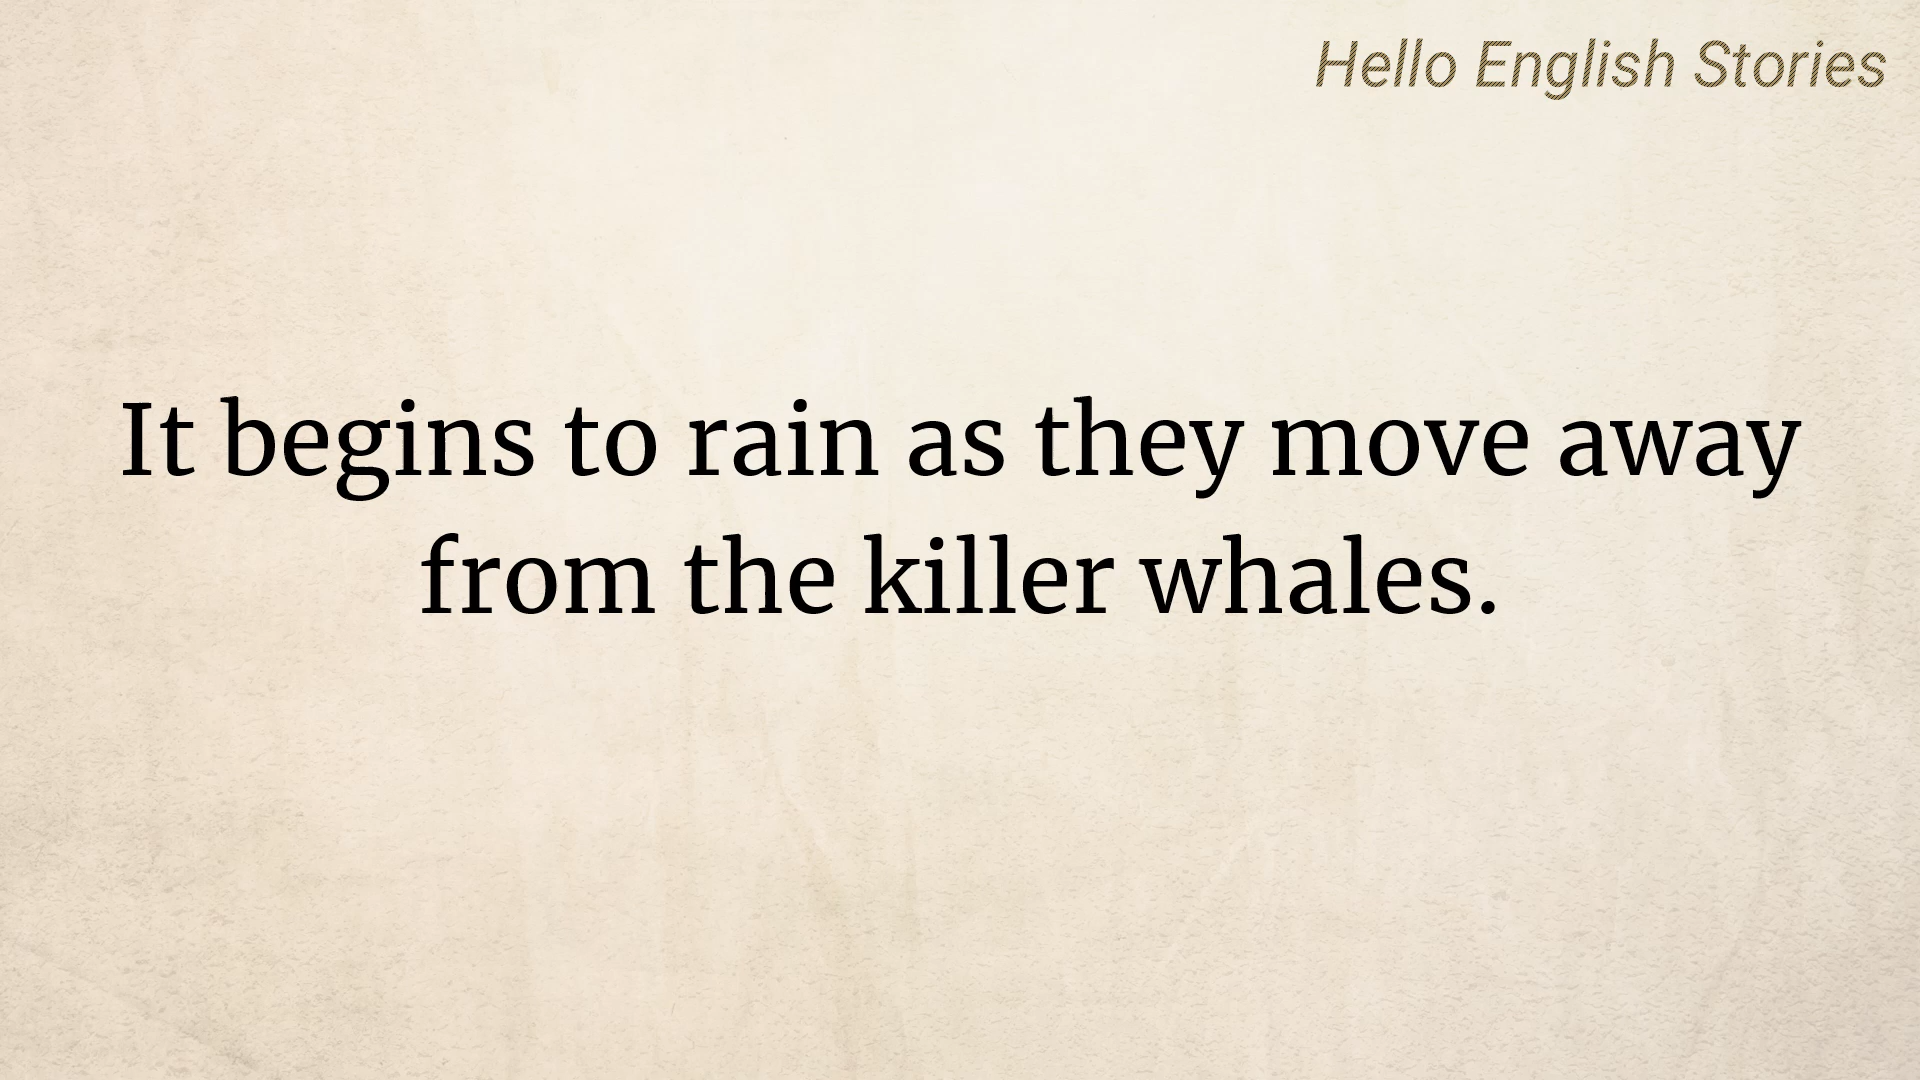 Hello English Stories
It begins to rain as they move away
from the killer whales.